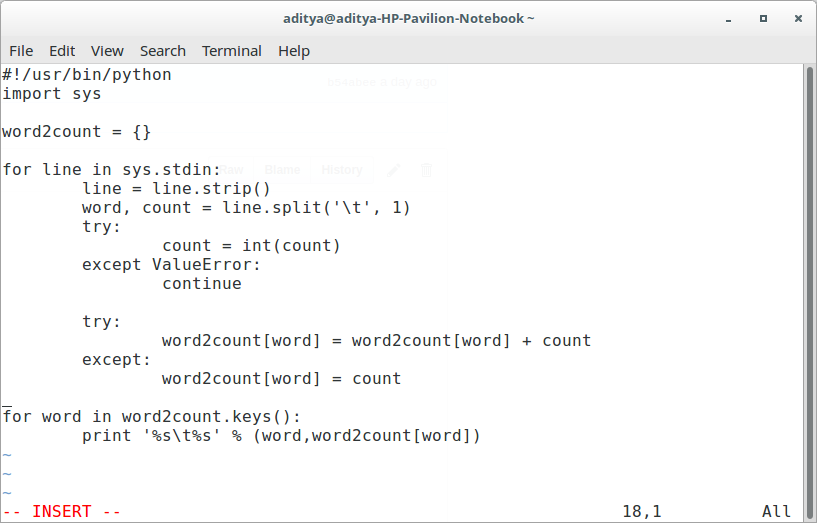 aditya@aditya-HP-Pavilion-Notebook ~
File Edit View Search Terminal Help
#!/usr/bin/python
import sys

word2count = {}

for line in sys.stdin:
        line = line.strip()
        word, count = line.split('\t', 1)
        try:
                count = int(count)
        except ValueError:
                continue

        try:
                word2count[word] = word2count[word] + count
        except:
                word2count[word] = count

for word in word2count.keys():
        print '%s\t%s' % (word,word2count[word])
~
~
~
-- INSERT -- 18,1 All